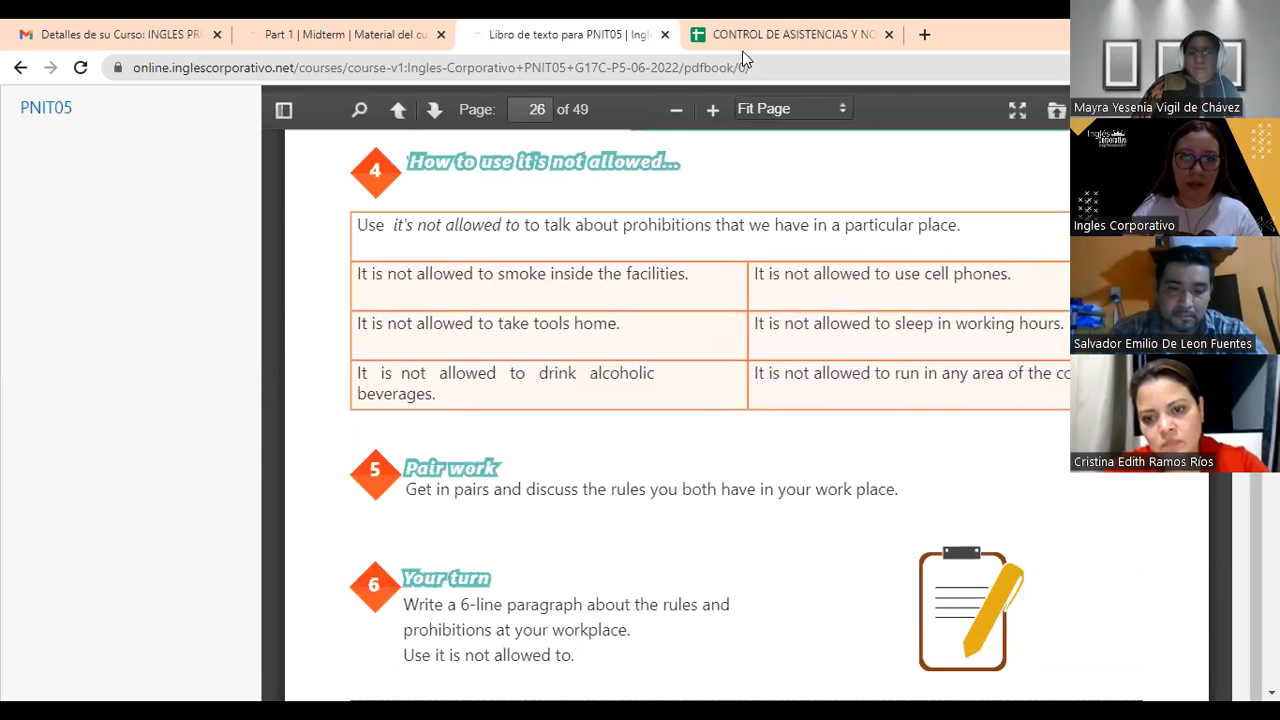 Detalles de su Curso: INGLES PRI
Part 1 | Midterm | Material del cu
Libro de texto para PNIT05 | Ingl
CONTROL DE ASISTENCIAS Y NO
online.inglescorporativo.net/courses/course-v1:Ingles-Corporativo+PNIT05+G17C-P5-06-2022/pdfbook/0/
PNIT05
Page: 26 of 49
Fit Page
4
How to use it's not allowed...
Use it's not allowed to to talk about prohibitions that we have in a particular place.
It is not allowed to smoke inside the facilities.
It is not allowed to use cell phones.
It is not allowed to take tools home.
It is not allowed to sleep in working hours.
It is not allowed to drink alcoholic
beverages.
It is not allowed to run in any area of the co
5
Pair work
Get in pairs and discuss the rules you both have in your work place.
6
Your turn
Write a 6-line paragraph about the rules and
prohibitions at your workplace.
Use it is not allowed to.
Mayra Yesenia Vigil de Chávez
Inglés
Corporativo
Ingles Corporativo
Salvador Emilio De Leon Fuentes
Cristina Edith Ramos Ríos